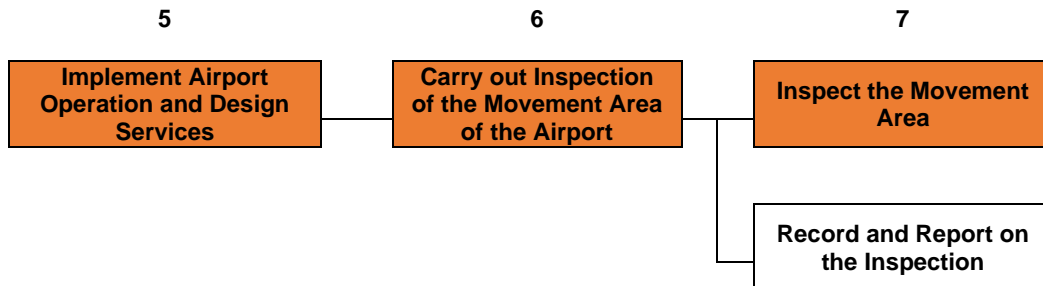 5
6
7
Implement Airport
Operation and Design
Services
Carry out Inspection
of the Movement Area
of the Airport
Inspect the Movement
Area
Record and Report on
the Inspection